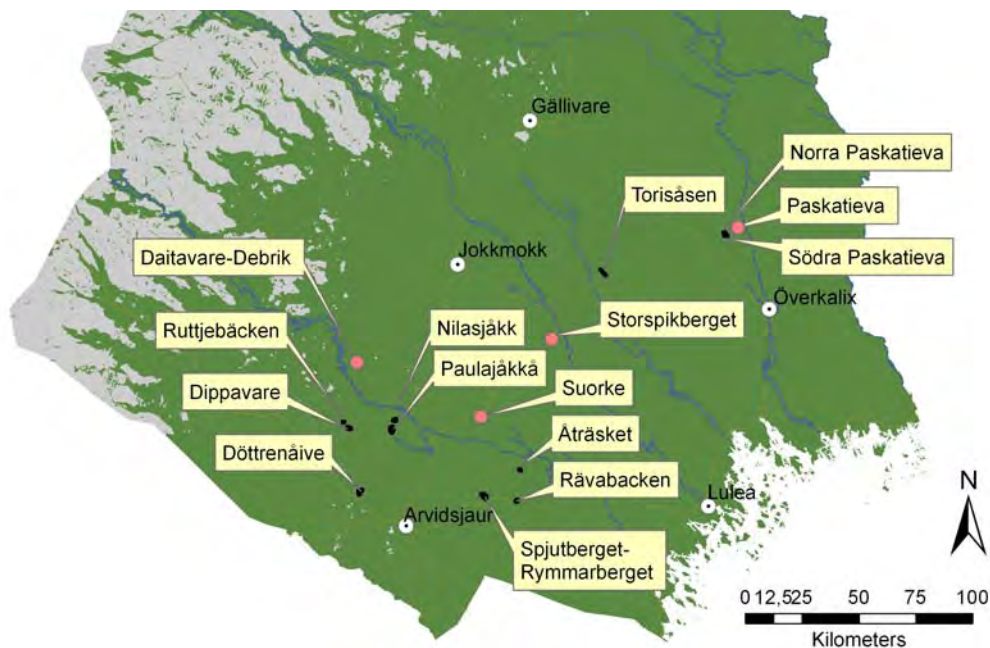 Gällivare
Norra Paskatieva
Torisåsen
Paskatieva
Södra Paskatieva
Daitavare-Debrik
Jokkmokk
Överkalix
Ruttjebäcken
Nilasjåkk
Storspikberget
Paulajåkkå
Dippavare
Suorke
Döttrenåive
Åträsket
Rävabacken
Luleå
Arvidsjaur
N
Spjutberget-
Rymmarberget
0 12,525 50 75 100
Kilometers